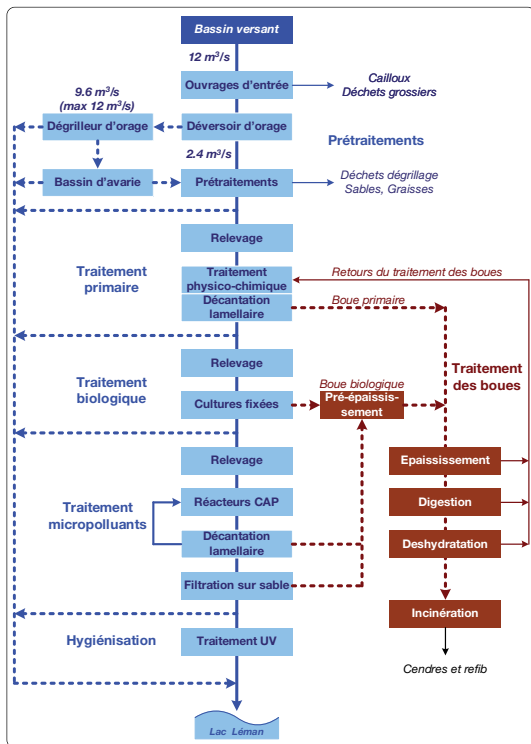 Bassin versant
12 m³/s
9.6 m³/s
(max 12 m³/s)
Ouvrages d'entrée
Cailloux
Déchets grossiers
Dégrilleur d'orage
Déversoir d'orage
Prétraitements
2.4 m³/s
Bassin d'avarie
Prétraitements
Déchets dégrillage
Sables, Graisses
Relevage
Traitement
primaire
Traitement
physico-chimique
Retours du traitement des boues
Décantation
lamellaire
Boue primaire
Relevage
Traitement
biologique
Traitement
des boues
Boue biologique
Cultures fixées
Pré-épaissis-
sement
Relevage
Epaississement
Traitement
micropolluants
Réacteurs CAP
Digestion
Décantation
lamellaire
Deshydratation
Filtration sur sable
Incinération
Hygiénisation
Traitement UV
Cendres et refib
Lac Léman